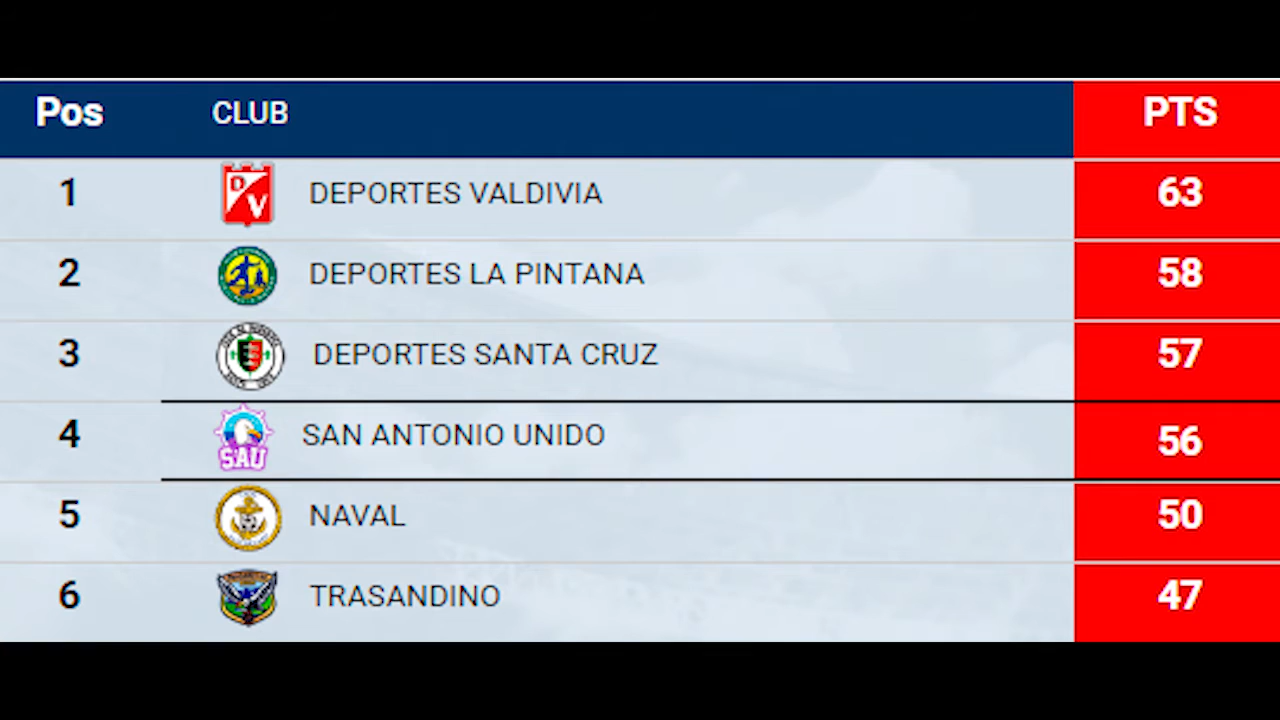 Pos CLUB PTS
1 DV DEPORTES VALDIVIA 63
2 DEPORTES LA PINTANA 58
3 DEPORTES SANTA CRUZ 57
4 SAU SAN ANTONIO UNIDO 56
5 NAVAL 50
6 TRASANDINO 47